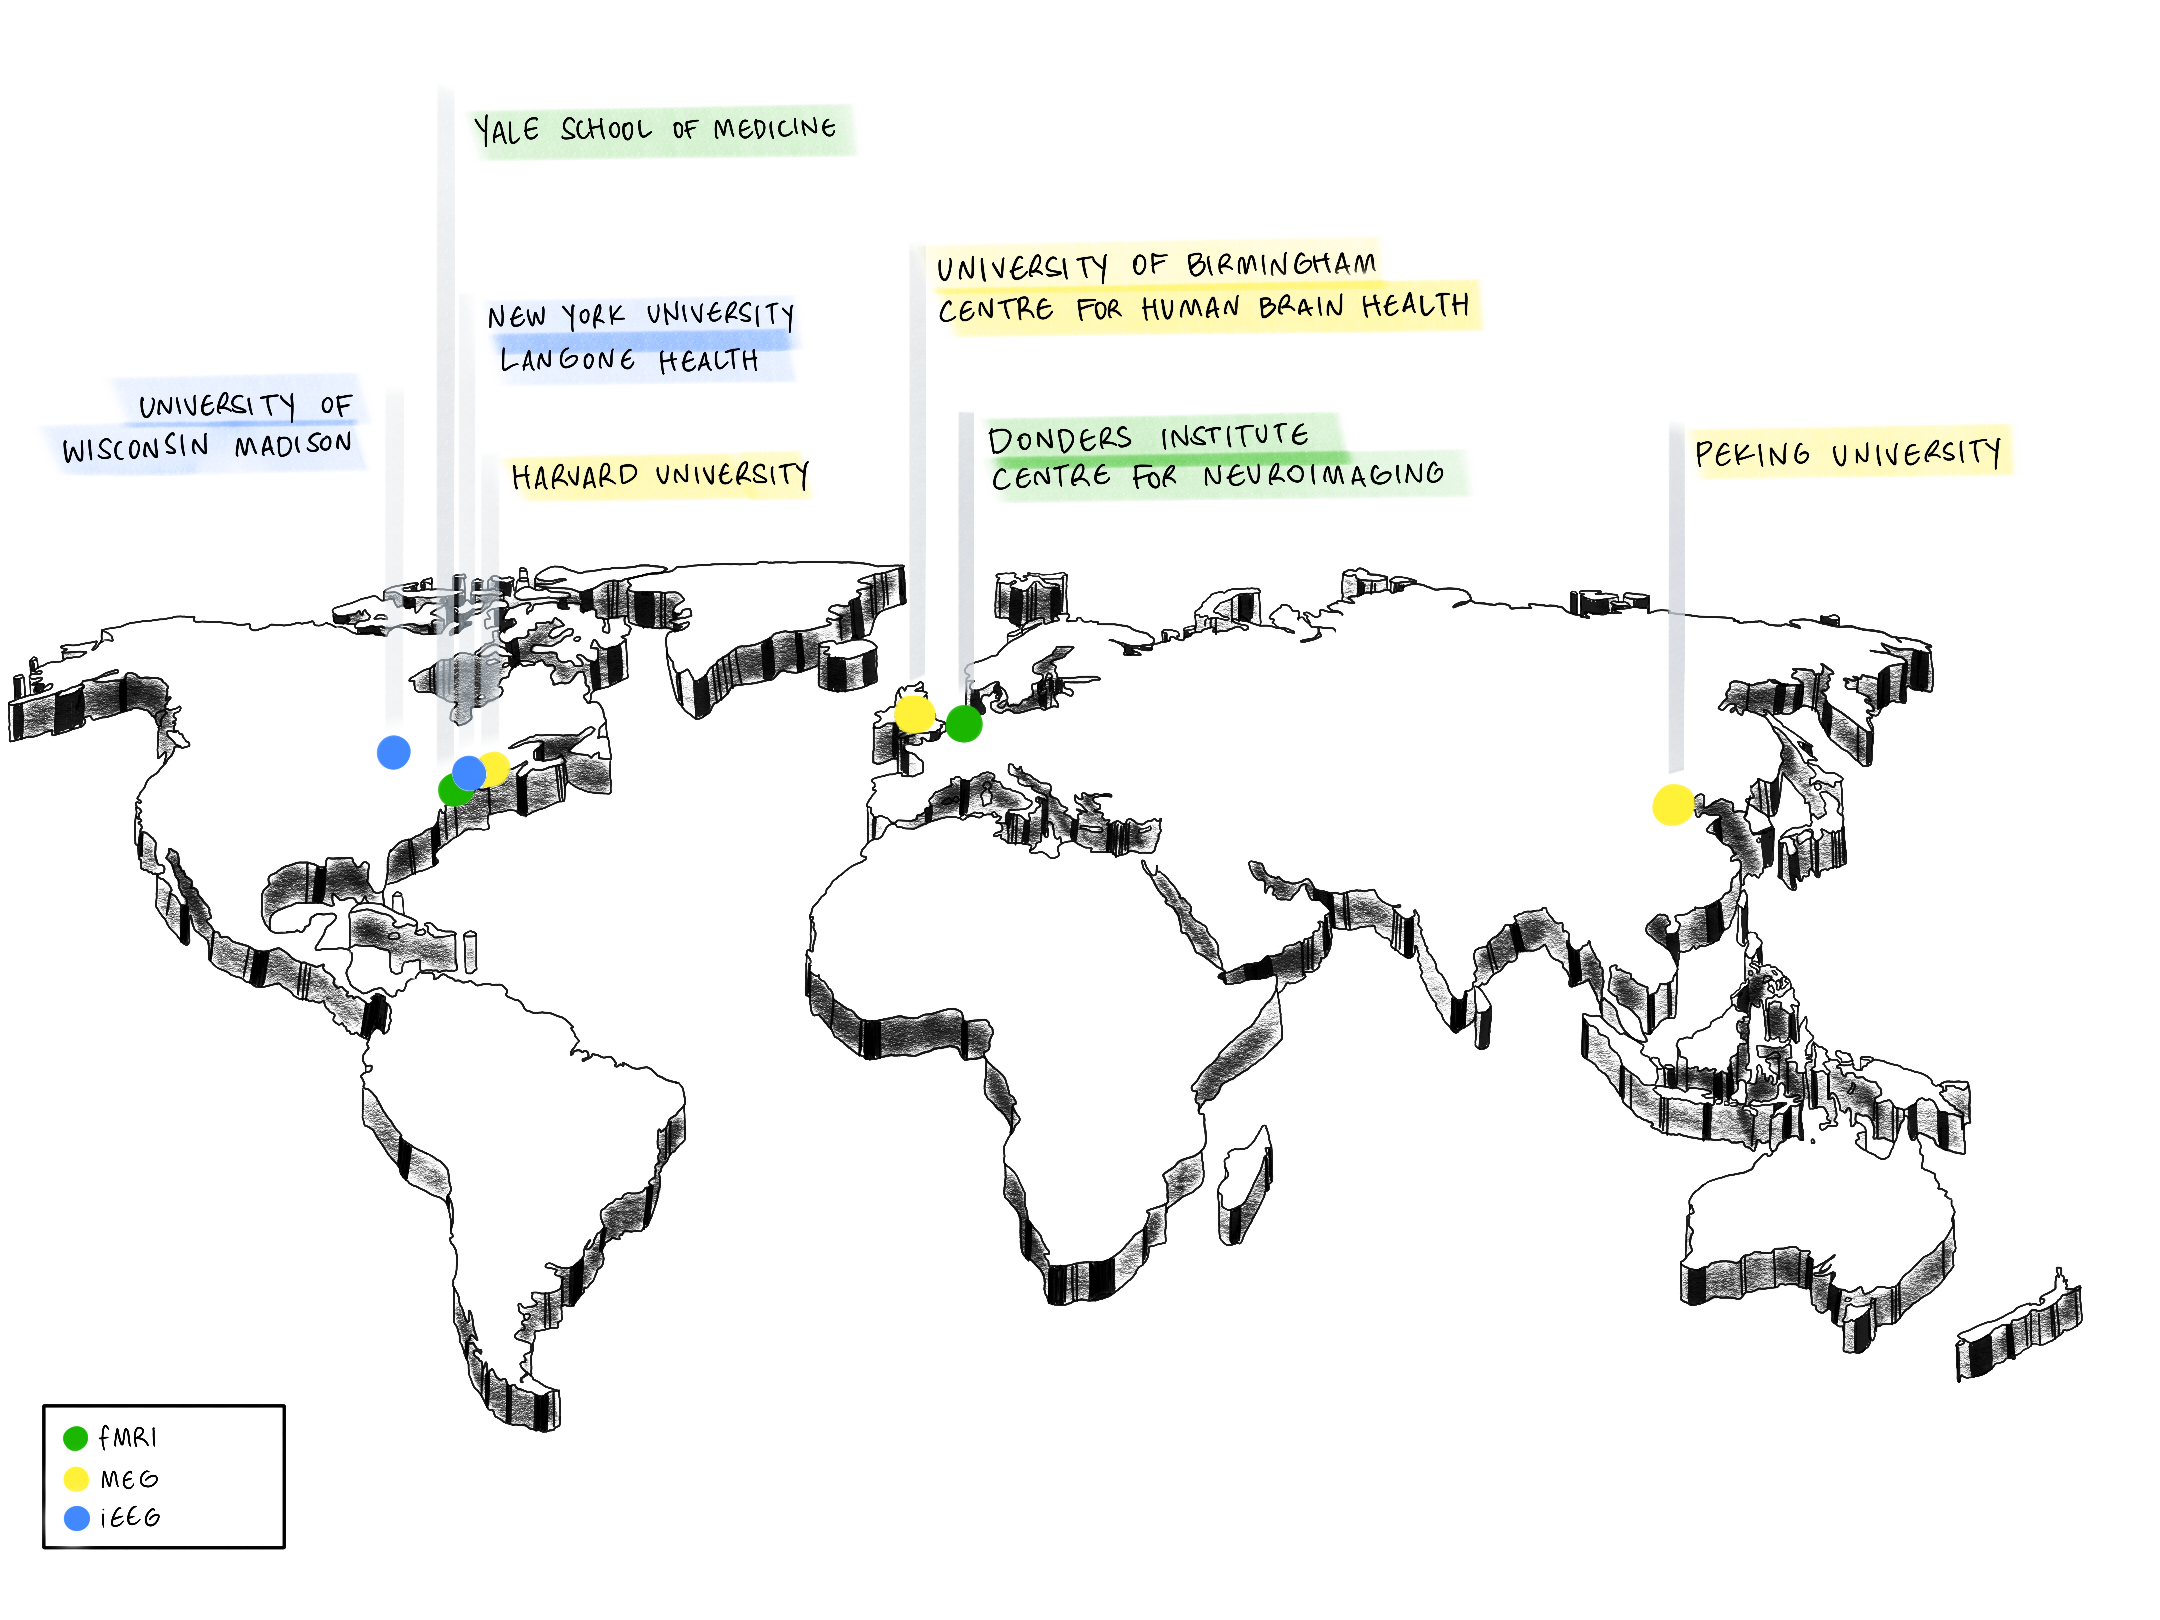 YALE SCHOOL OF MEDICINE
NEW YORK UNIVERSITY
LANGONE HEALTH
UNIVERSITY OF
WISCONSIN MADISON
HARVARD UNIVERSITY
UNIVERSITY OF BIRMINGHAM
CENTRE FOR HUMAN BRAIN HEALTH
DONDERS INSTITUTE
CENTRE FOR NEUROIMAGING
PEKING UNIVERSITY
fMRI
MEG
iEEG